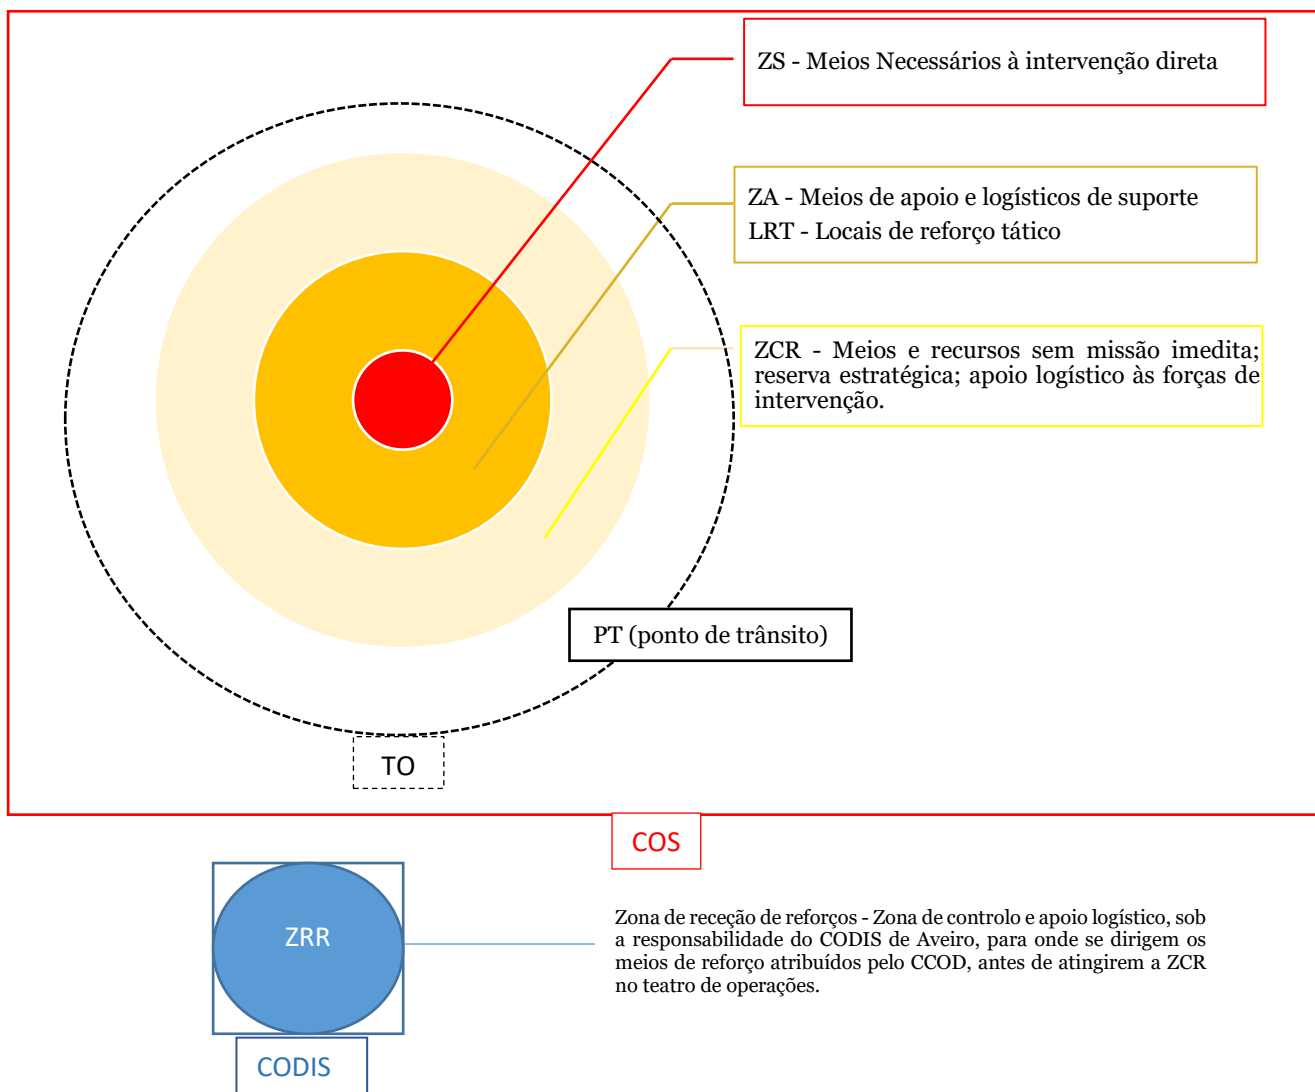 ZS - Meios Necessários à intervenção direta
ZA - Meios de apoio e logísticos de suporte
LRT - Locais de reforço tático
ZCR - Meios e recursos sem missão imedita;
reserva estratégica; apoio logístico às forças de
intervenção.
PT (ponto de trânsito)
TO
COS
ZRR
Zona de receção de reforços - Zona de controlo e apoio logístico, sob
a responsabilidade do CODIS de Aveiro, para onde se dirigem os
meios de reforço atribuídos pelo CCOD, antes de atingirem a ZCR
no teatro de operações.
CODIS